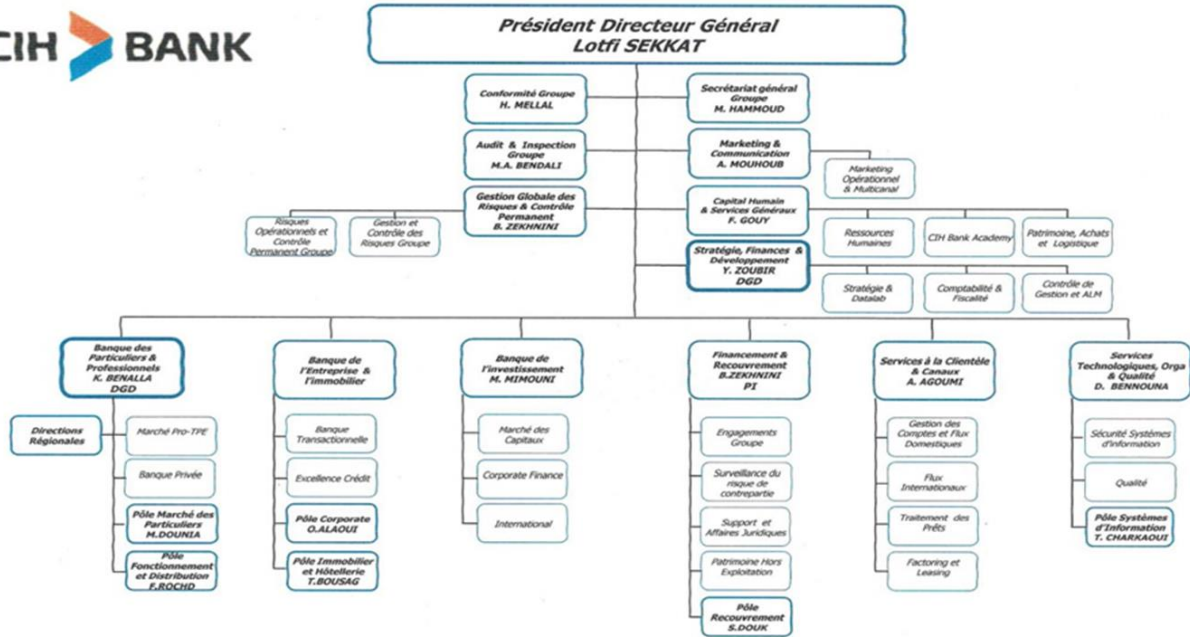 CIH BANK
Président Directeur Général
Lotfi SEKKAT
Conformité Groupe
H. MELLAL
Secrétariat général
Groupe
M. HAMMOUD
Audit & Inspection
Groupe
M.A. BENDALI
Marketing &
Communication
A. MOUHOUB
Marketing
Opérationnel
& Multicanal
Gestion Globale des
Risques & Contrôle
Permanent
B. ZEKHNINI
Capital Humain
& Services Généraux
F. GOUY
Risques
Opérationnels et
Contrôle
Permanent Groupe
Gestion et
Contrôle des
Risques Groupe
Ressources
Humaines
CIH Bank Academy
Patrimoine, Achats
et Logistique
Stratégie, Finances &
Développement
Y. ZOUBIR
DGD
Stratégie &
Datalab
Comptabilité &
Fiscalité
Contrôle de
Gestion et ALM
Banque des
Particuliers &
Professionnels
K. BENALLA
DGD
Banque de
l'Entreprise &
l'immobilier
Banque de
l'investissement
M. MIMOUNI
Financement &
Recouvrement
B.ZEKHNINI
PI
Services à la Clientèle
& Canaux
A. AGOUMI
Services
Technologiques, Orga
& Qualité
D. BENNOUNA
Directions
Régionales
Marché Pro-TPE
Banque Privée
Pôle Marché des
Particuliers
M.DOUNIA
Pôle
Fonctionnement
et Distribution
F.ROCHD
Banque
Transactionnelle
Excellence Crédit
Pôle Corporate
O.ALAOUI
Pôle Immobilier
et Hôtellerie
T.BOUSAG
Marché des
Capitaux
Corporate Finance
International
Engagements
Groupe
Surveillance du
risque de
contrepartie
Support et
Affaires Juridiques
Patrimoine Hors
Exploitation
Pôle
Recouvrement
S.DOUK
Gestion des
Comptes et Flux
Domestiques
Flux
Internationaux
Traitement des
Prêts
Factoring et
Leasing
Sécurité Systèmes
d'Information
Qualité
Pôle Systèmes
d'Information
T. CHARKAOUI